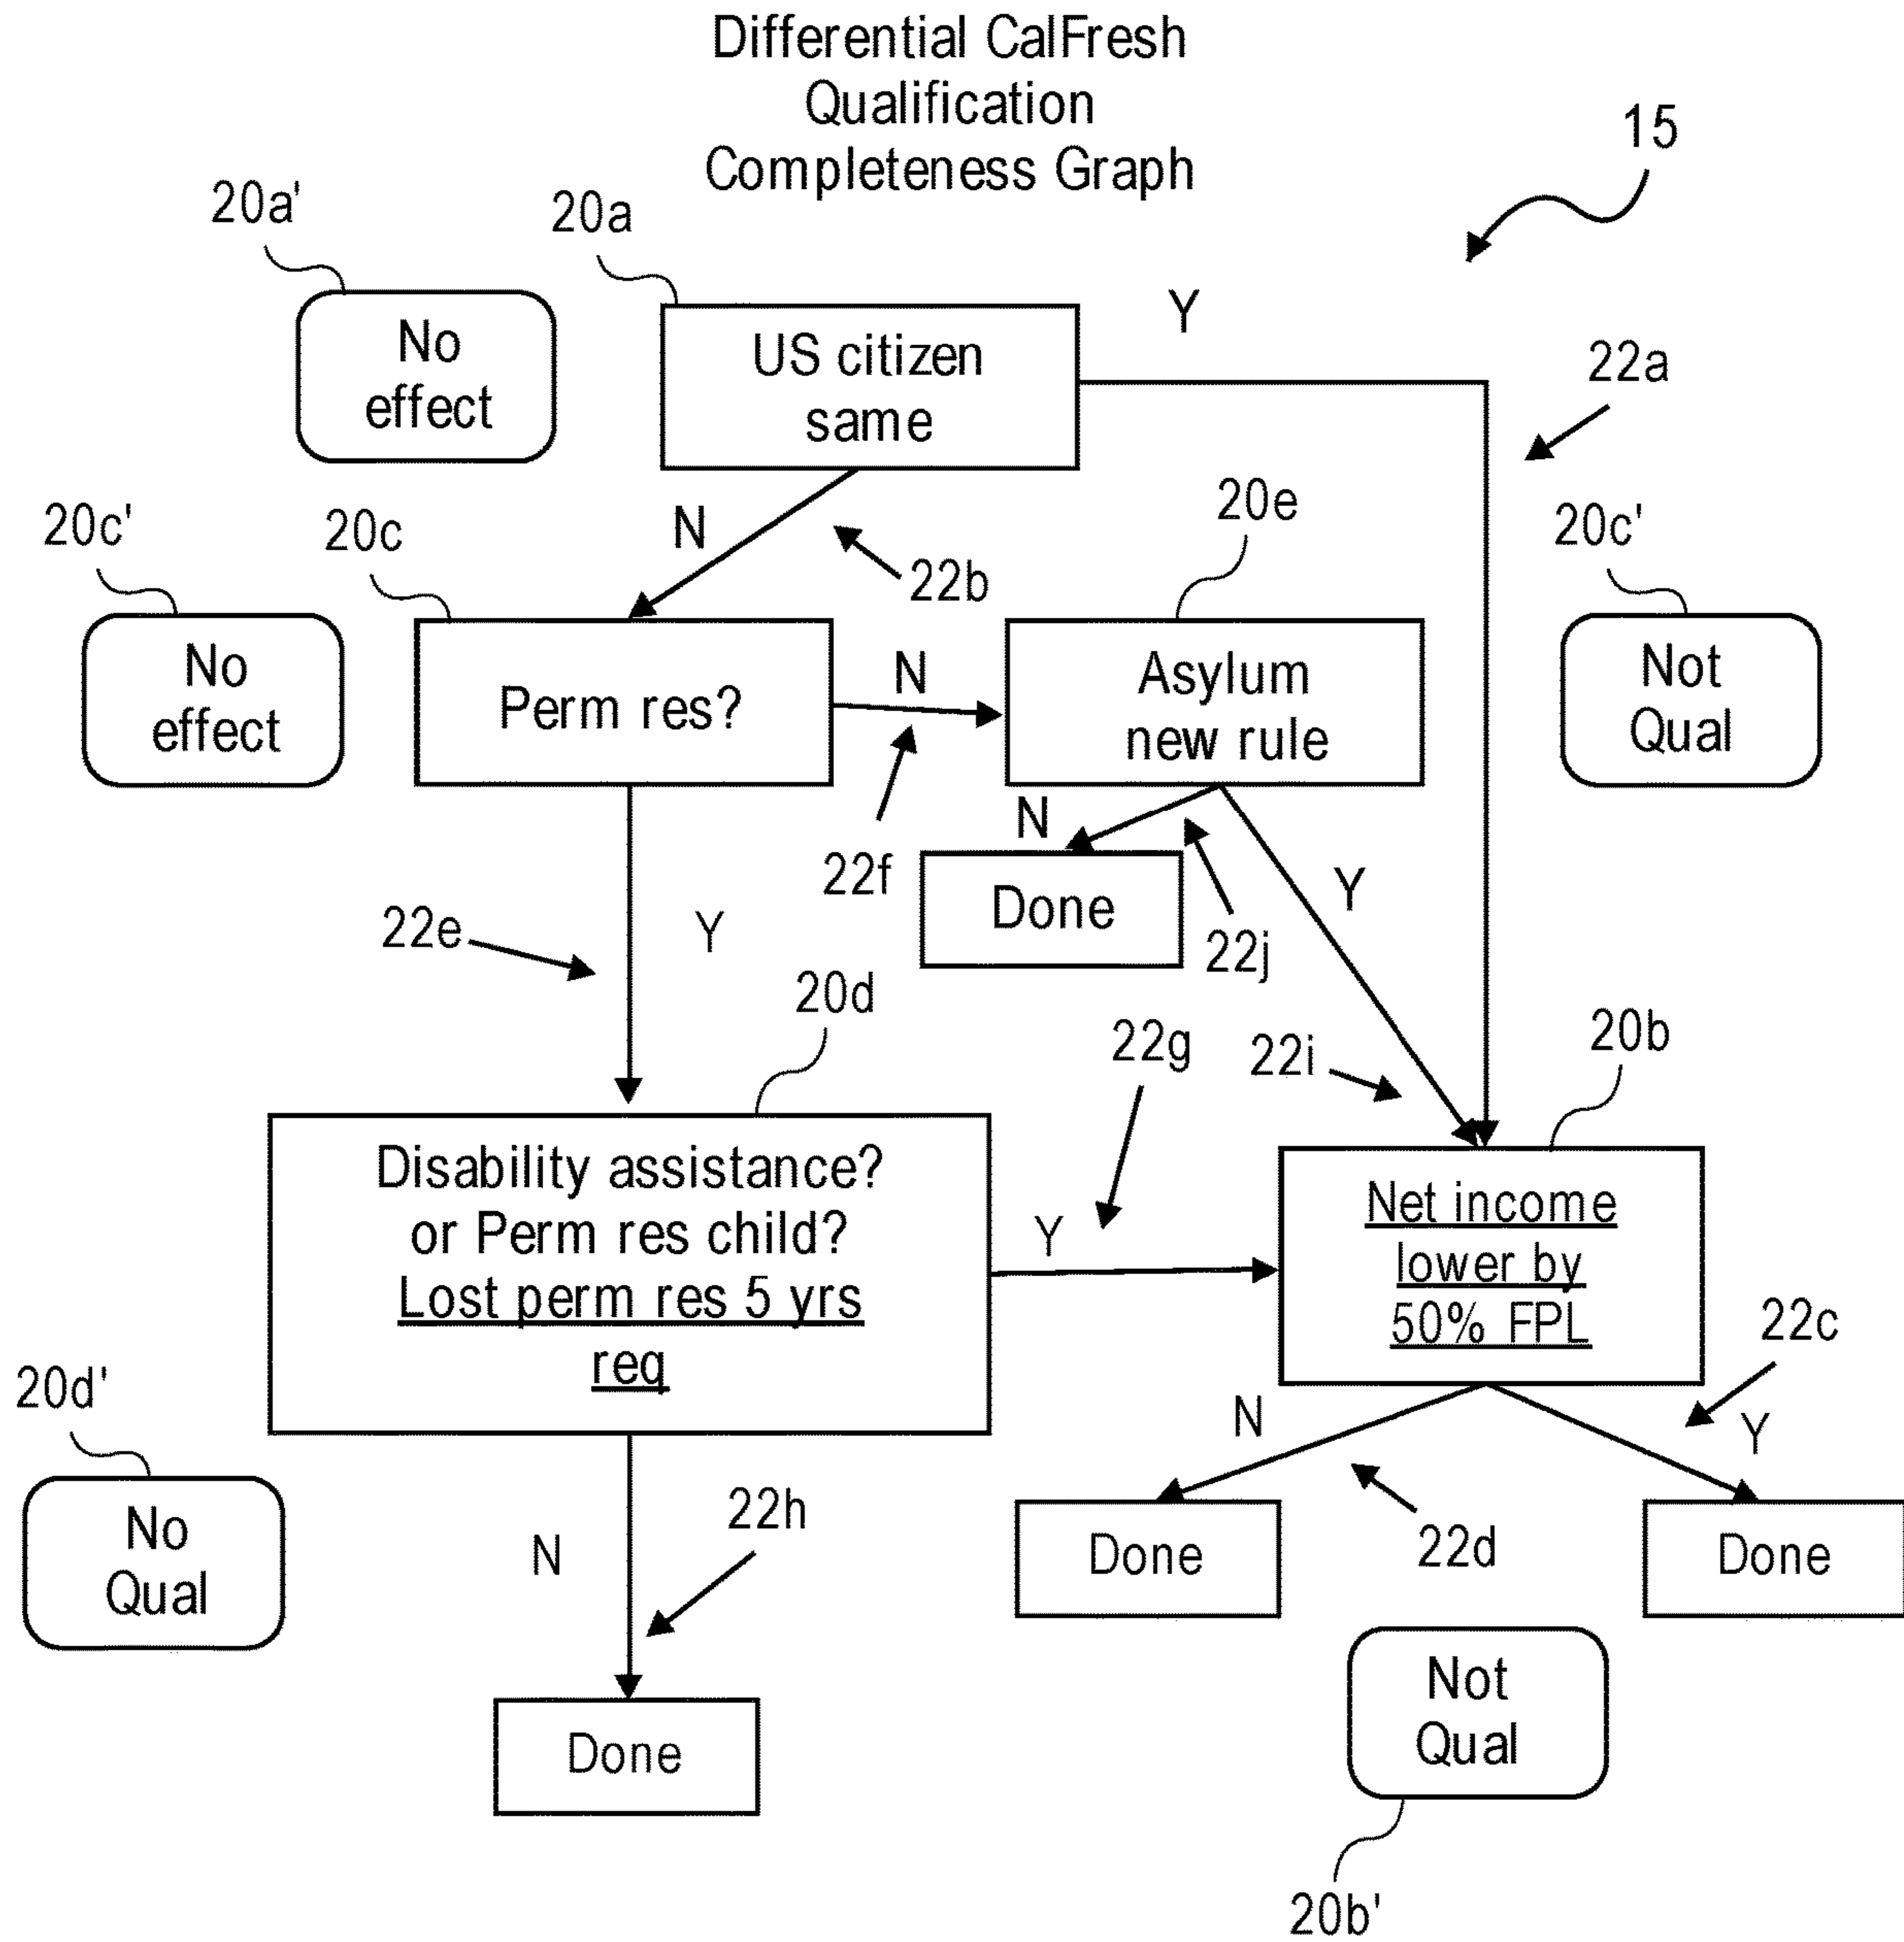 Differential CalFresh
Qualification
Completeness Graph
15
20a'
20a
No
effect
US citizen
same
Y
22a
20c'
20c
N
22b
20e
20c'
No
effect
Perm res?
N
22f
Asylum
new rule
Not
Qual
N
Done
22j
Y
22e
Y
20d
22g
22i
20b
Disability assistance?
or Perm res child?
Lost perm res 5 yrs
req
Y
Net income
lower by
50% FPL
22c
20d'
No
Qual
N
22h
N
22d
Y
Done
Done
Done
Not
Qual
20b'